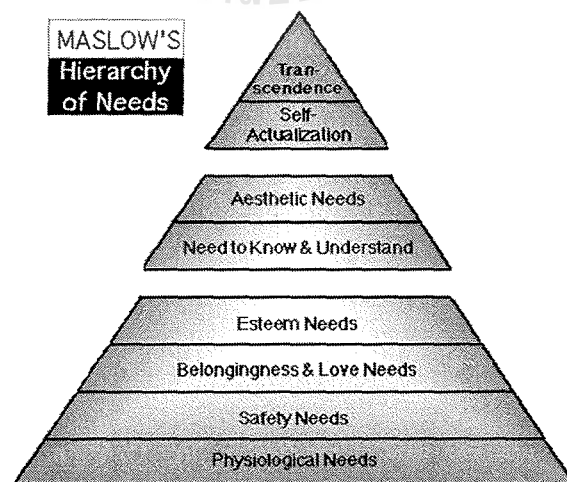 MASLOW'S
Hierarchy
of Needs
Tran-
scendence
Self-
Actualization
Aesthetic Needs
Need to Know & Understand
Esteem Needs
Belongingness & Love Needs
Safety Needs
Physiological Needs